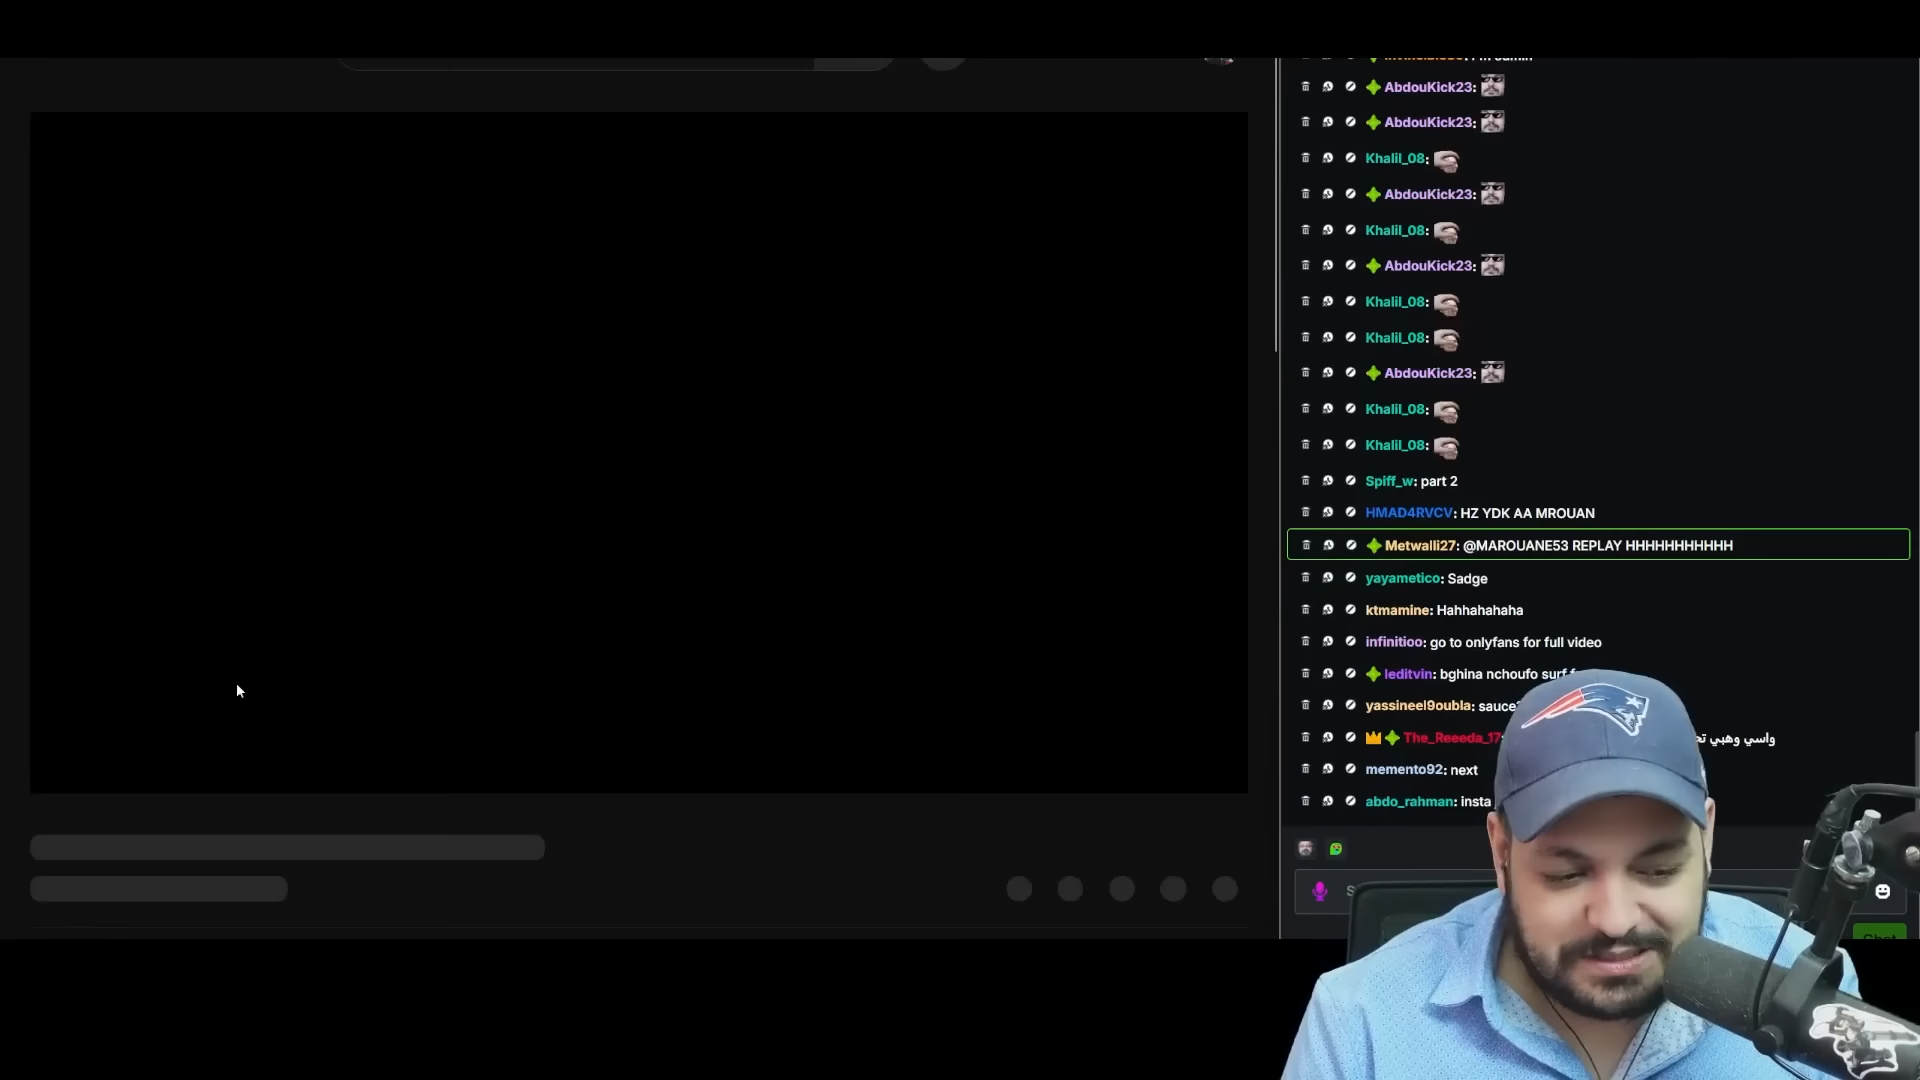 AbdouKick23:
AbdouKick23:
Khalil_08:
AbdouKick23:
Khalil_08:
AbdouKick23:
Khalil_08:
Khalil_08:
AbdouKick23:
Khalil_08:
Khalil_08:
Spiff_w: part 2
HMAD4RVCV: HZ YDK AA MROUAN
Metwalli27: @MAROUANE53 REPLAY HHHHHHHHHHH
yayametico: Sadge
ktmamine: Hahhahahaha
infinitioo: go to onlyfans for full video
leditvin: bghina nchoufo surf
yassineel9oubla: sauce
The_Reeeda_17: واسي وهبي
memento92: next
abdo_rahman: insta